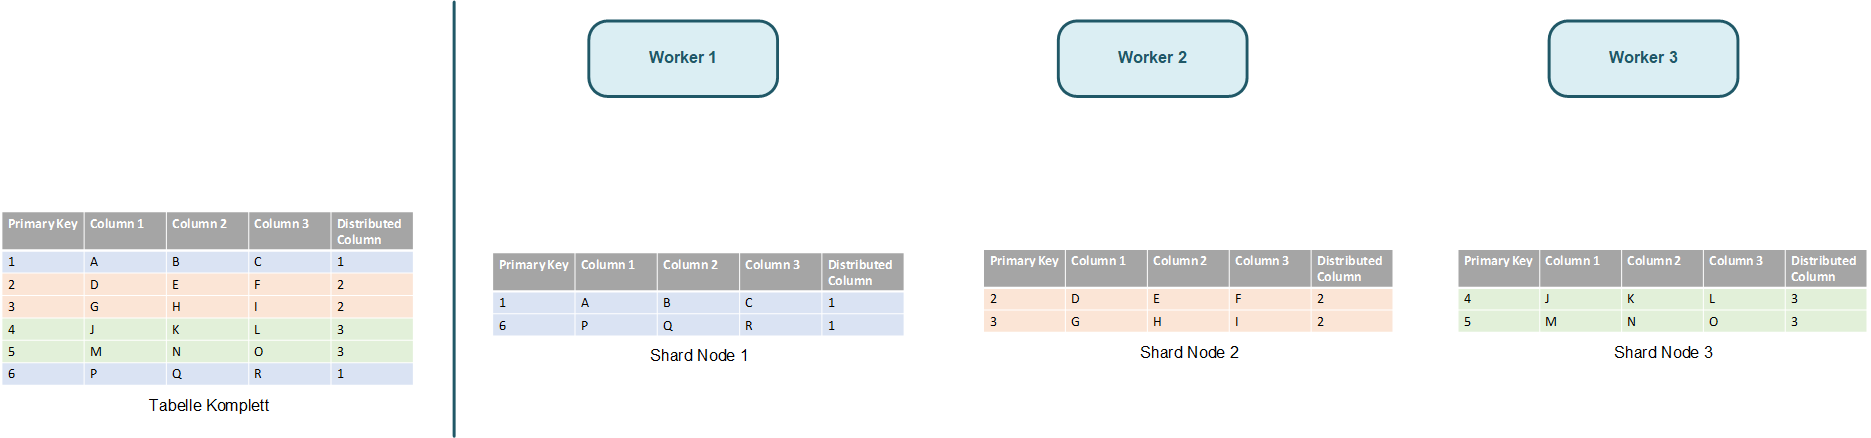 Worker 1
Worker 2
Worker 3
Primary Key Column 1 Column 2 Column 3 Distributed
Column
1 A B C 1
2 D E F 2
3 G H I 2
4 J K L 3
5 M N O 3
6 P Q R 1
Tabelle Komplett
Primary Key Column 1 Column 2 Column 3 Distributed
Column
1 A B C 1
6 P Q R 1
Shard Node 1
Primary Key Column 1 Column 2 Column 3 Distributed
Column
2 D E F 2
3 G H I 2
Shard Node 2
Primary Key Column 1 Column 2 Column 3 Distributed
Column
4 J K L 3
5 M N O 3
Shard Node 3